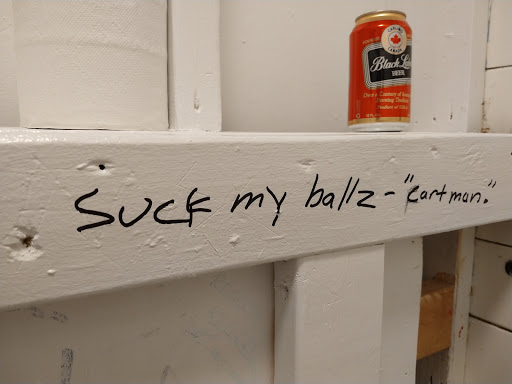 Black Label
BEER
SUCK my ballz - "Cartman."